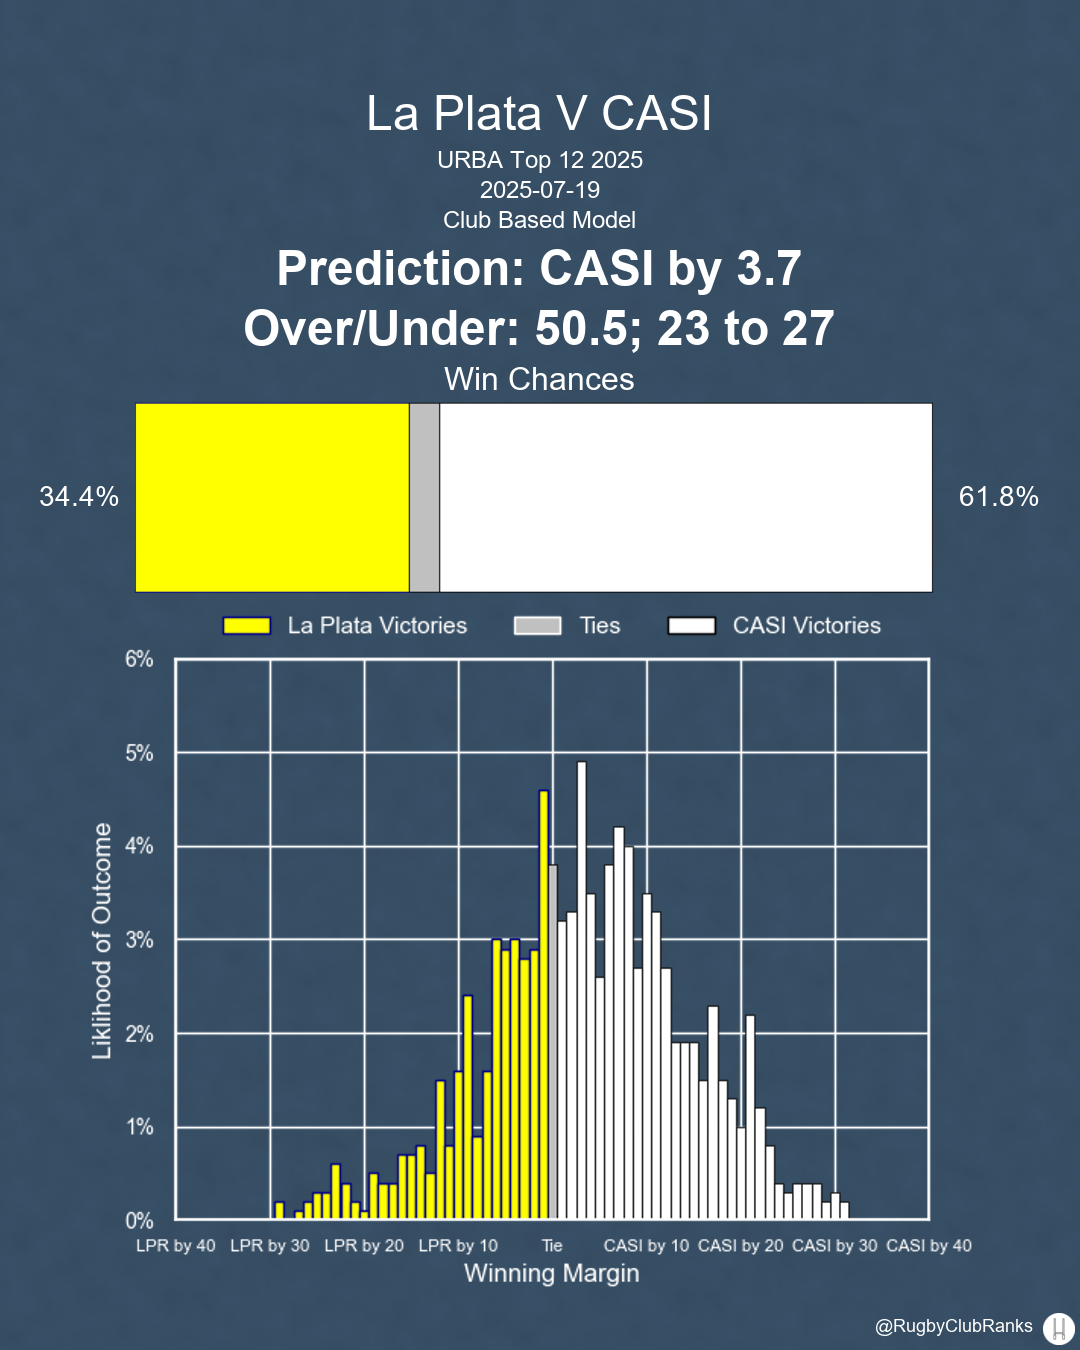 La Plata V CASI
URBA Top 12 2025
2025-07-19
Club Based Model
Prediction: CASI by 3.7
Over/Under: 50.5; 23 to 27
Win Chances
34.4%
61.8%
La Plata Victories
Ties
CASI Victories
6%
5%
4%
3%
2%
1%
0%
Liklihood of Outcome
LPR by 40
LPR by 30
LPR by 20
LPR by 10
Tie
CASI by 10
CASI by 20
CASI by 30
CASI by 40
Winning Margin
@RugbyClubRanks